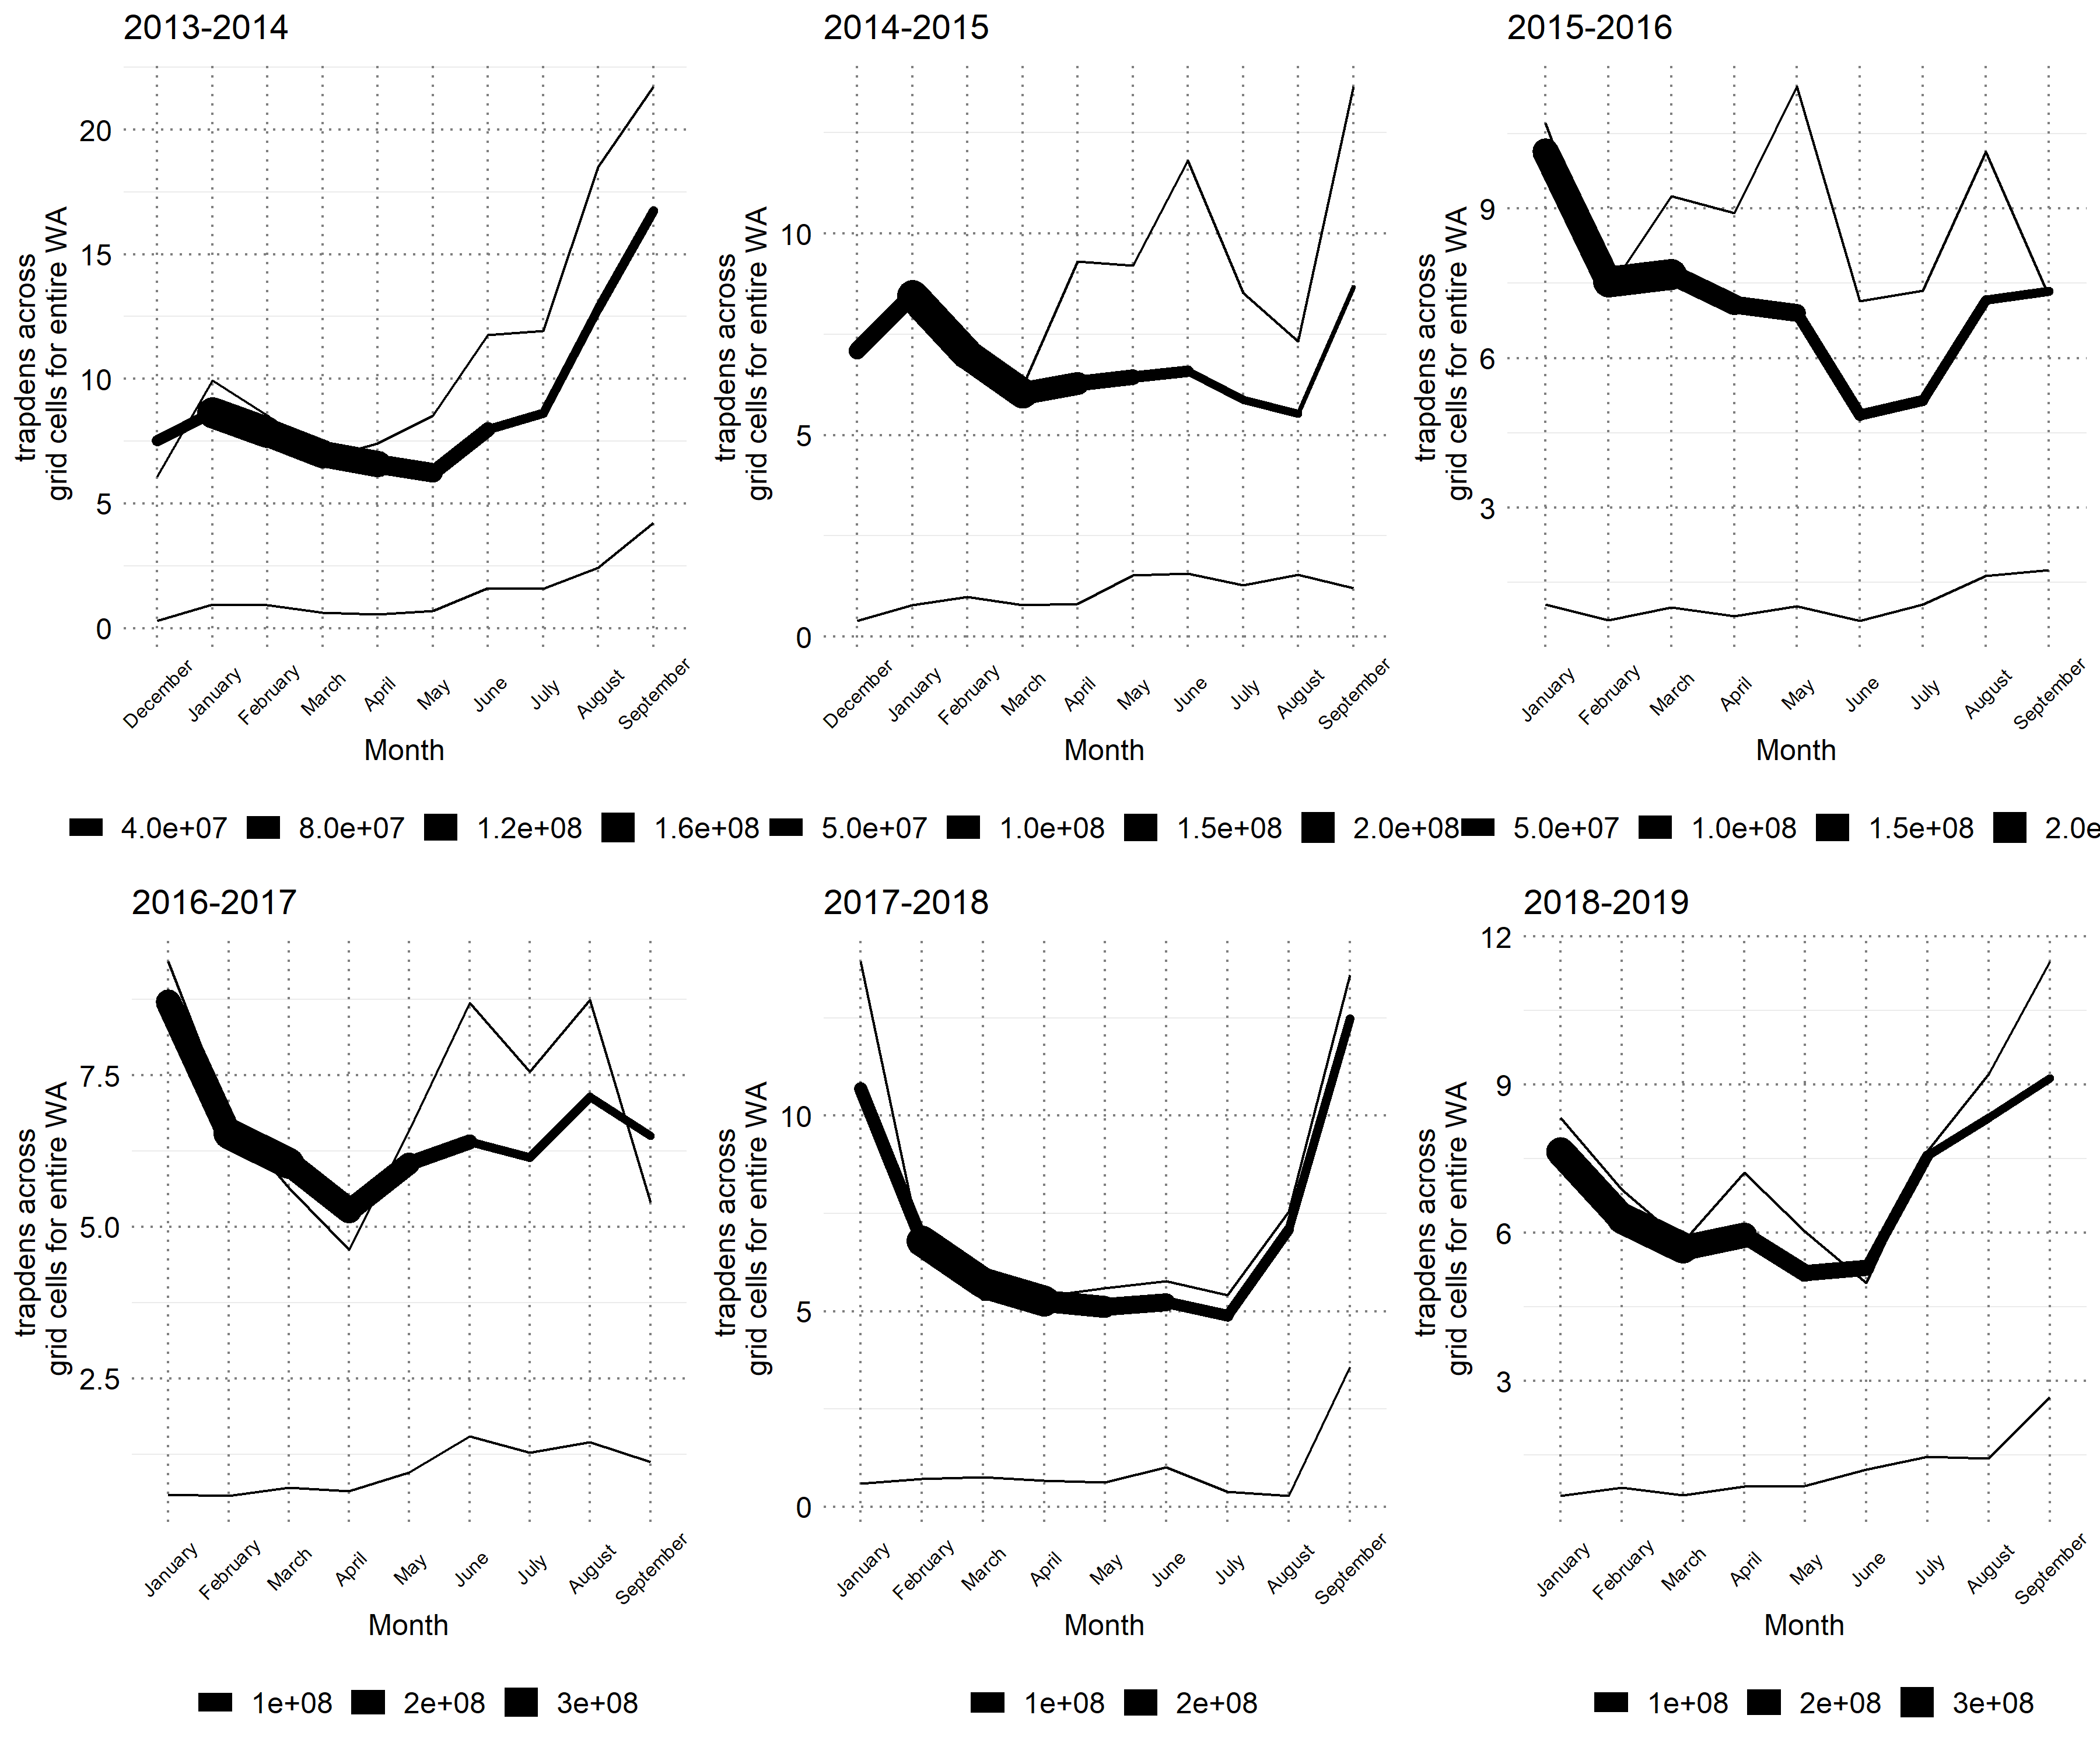 2013-2014
trapdens across
grid cells for entire WA
20
15
10
5
0
December
January
February
March
April
May
June
July
August
September
Month
4.0e+07
8.0e+07
1.2e+08
1.6e+08
2014-2015
trapdens across
grid cells for entire WA
10
5
0
December
January
February
March
April
May
June
July
August
September
Month
5.0e+07
1.0e+08
1.5e+08
2.0e+08
2015-2016
trapdens across
grid cells for entire WA
9
6
3
January
February
March
April
May
June
July
August
September
Month
5.0e+07
1.0e+08
1.5e+08
2.0e
2016-2017
trapdens across
grid cells for entire WA
7.5
5.0
2.5
January
February
March
April
May
June
July
August
September
Month
1e+08
2e+08
3e+08
2017-2018
trapdens across
grid cells for entire WA
10
5
0
January
February
March
April
May
June
July
August
September
Month
1e+08
2e+08
2018-2019
trapdens across
grid cells for entire WA
12
9
6
3
January
February
March
April
May
June
July
August
September
Month
1e+08
2e+08
3e+08